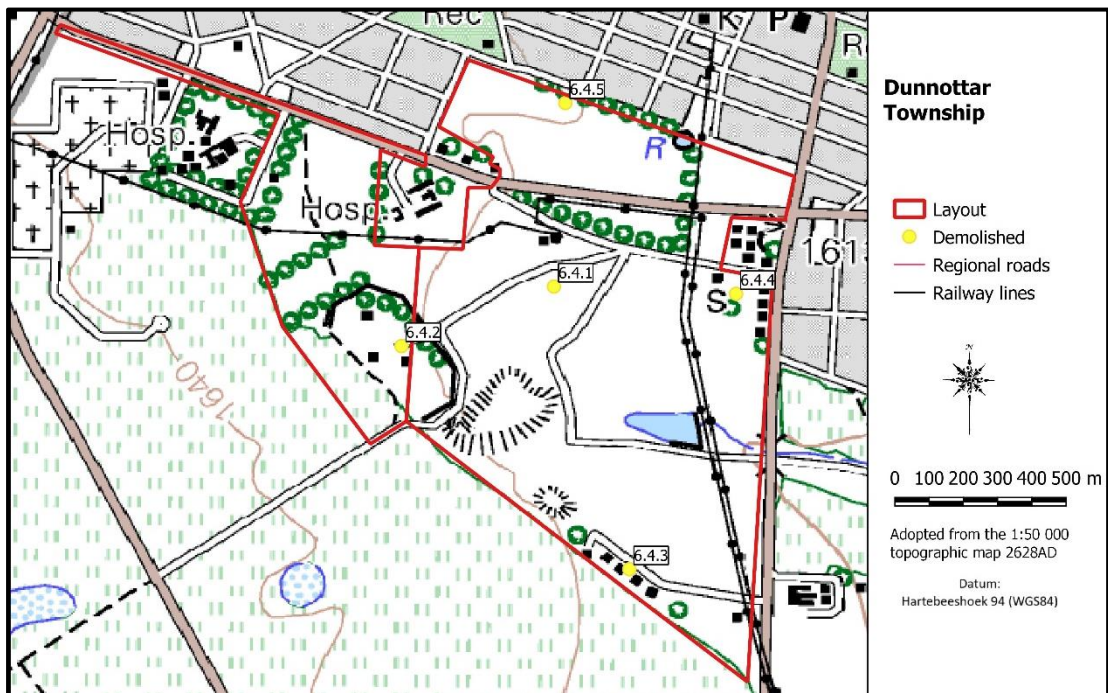 Rec
K
P
R
6.4.5
Hosp.
R
Hosp.
1613
6.4.1
6.4.4
S
6.4.2
1640
6.4.3
Dunnottar
Township
Layout
Demolished
Regional roads
Railway lines
N
0 100 200 300 400 500 m
Adopted from the 1:50 000
topographic map 2628AD
Datum:
Hartebeeshoek 94 (WGS84)